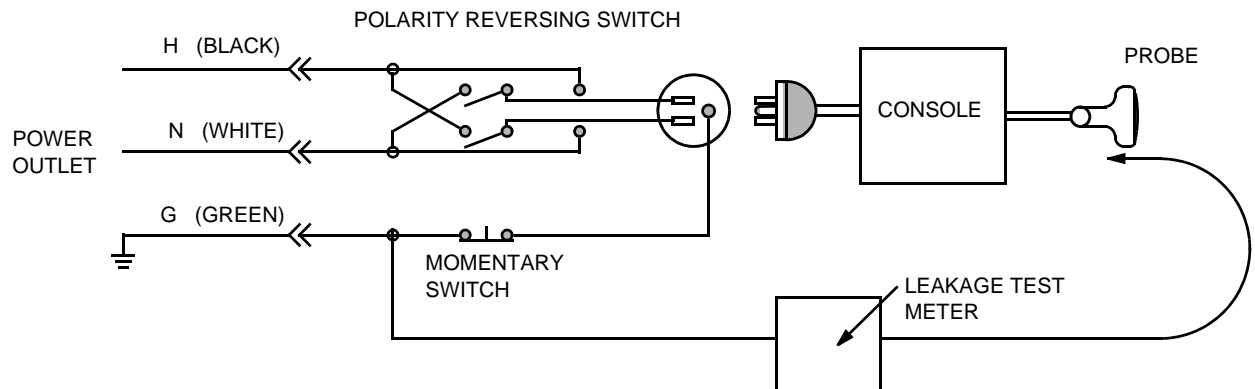 POLARITY REVERSING SWITCH
H (BLACK)
PROBE
CONSOLE
N (WHITE)
POWER
OUTLET
G (GREEN)
MOMENTARY
SWITCH
LEAKAGE TEST
METER